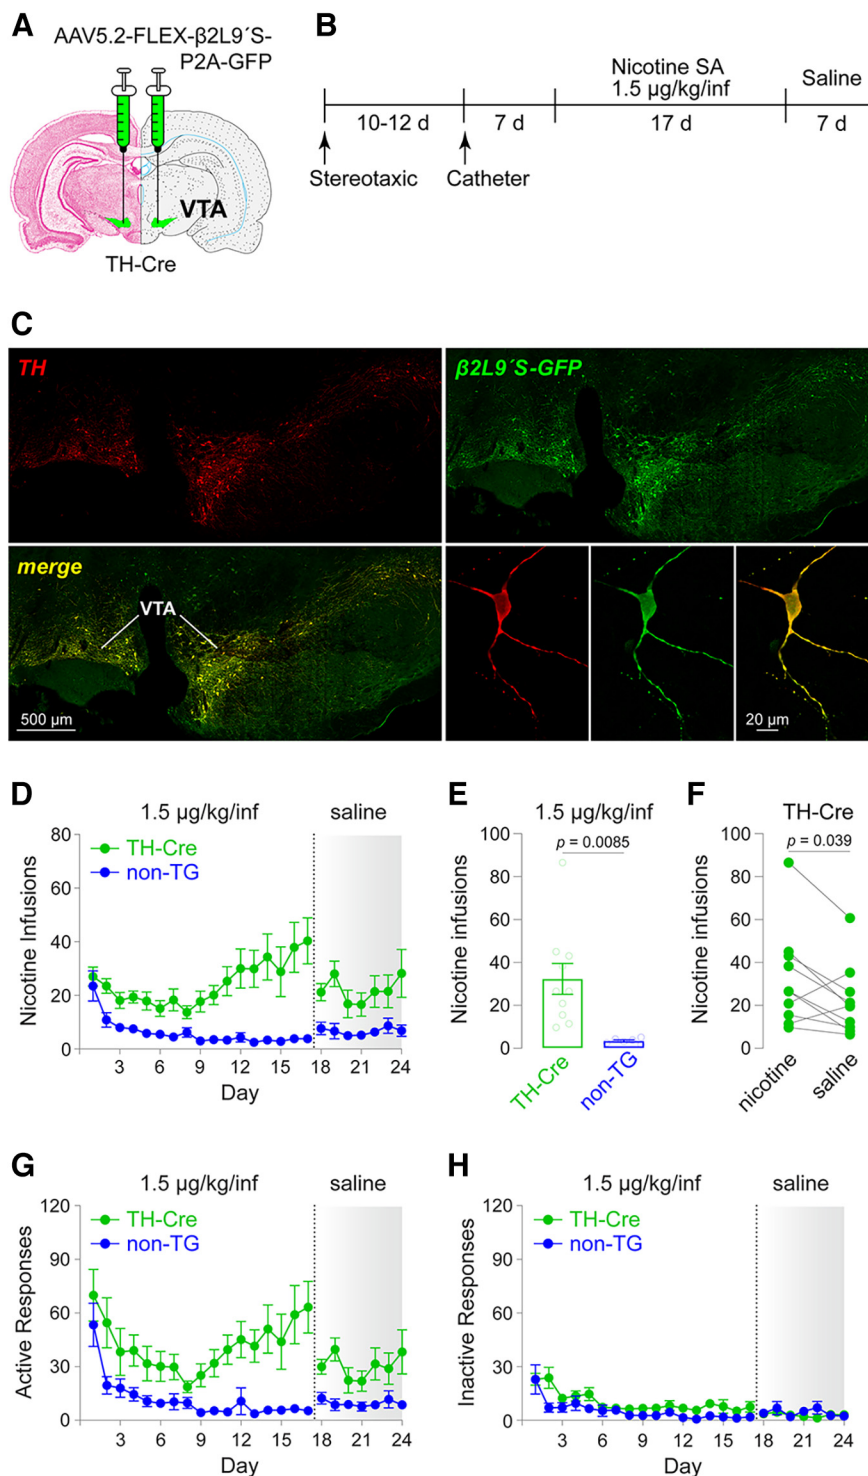 A
AAV5.2-FLEX-β2L9´S-
P2A-GFP
VTA
TH-Cre
B
Nicotine SA
1.5 µg/kg/inf
Saline
10-12 d
7 d
17 d
7 d
Stereotaxic
Catheter
C
TH
β2L9´S-GFP
merge
VTA
500 µm
20 µm
D
1.5 µg/kg/inf
saline
TH-Cre
non-TG
Nicotine Infusions
80
60
40
20
0
3 6 9 12 15 18 21 24
Day
E
1.5 µg/kg/inf
p = 0.0085
Nicotine infusions
100
80
60
40
20
0
TH-Cre
non-TG
F
TH-Cre
p = 0.039
Nicotine infusions
100
80
60
40
20
0
nicotine
saline
G
1.5 µg/kg/inf
saline
TH-Cre
non-TG
Active Responses
120
90
60
30
0
3 6 9 12 15 18 21 24
Day
H
1.5 µg/kg/inf
saline
TH-Cre
non-TG
Inactive Responses
120
90
60
30
0
3 6 9 12 15 18 21 24
Day